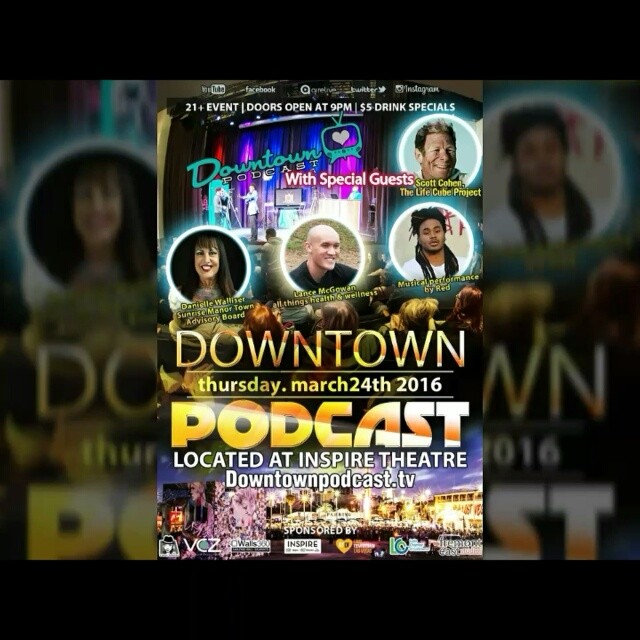 YouTube facebook twitter Instagram
21+ EVENT | DOORS OPEN AT 9PM | $5 DRINK SPECIALS
Downtown
PODCAST
With Special Guests
Scott Cohen,
The Life Cube Project
Danielle Walliser
Sunrise Manor Town
Advisory Board
Lance McGowan
all things health & wellness
Musical performance
by Red
DOWNTOWN
thursday. march24th 2016
PODCAST
LOCATED AT INSPIRE THEATRE
Downtownpodcast.tv
SPONSORED BY
VCZ
INSPIRE
fremont
east